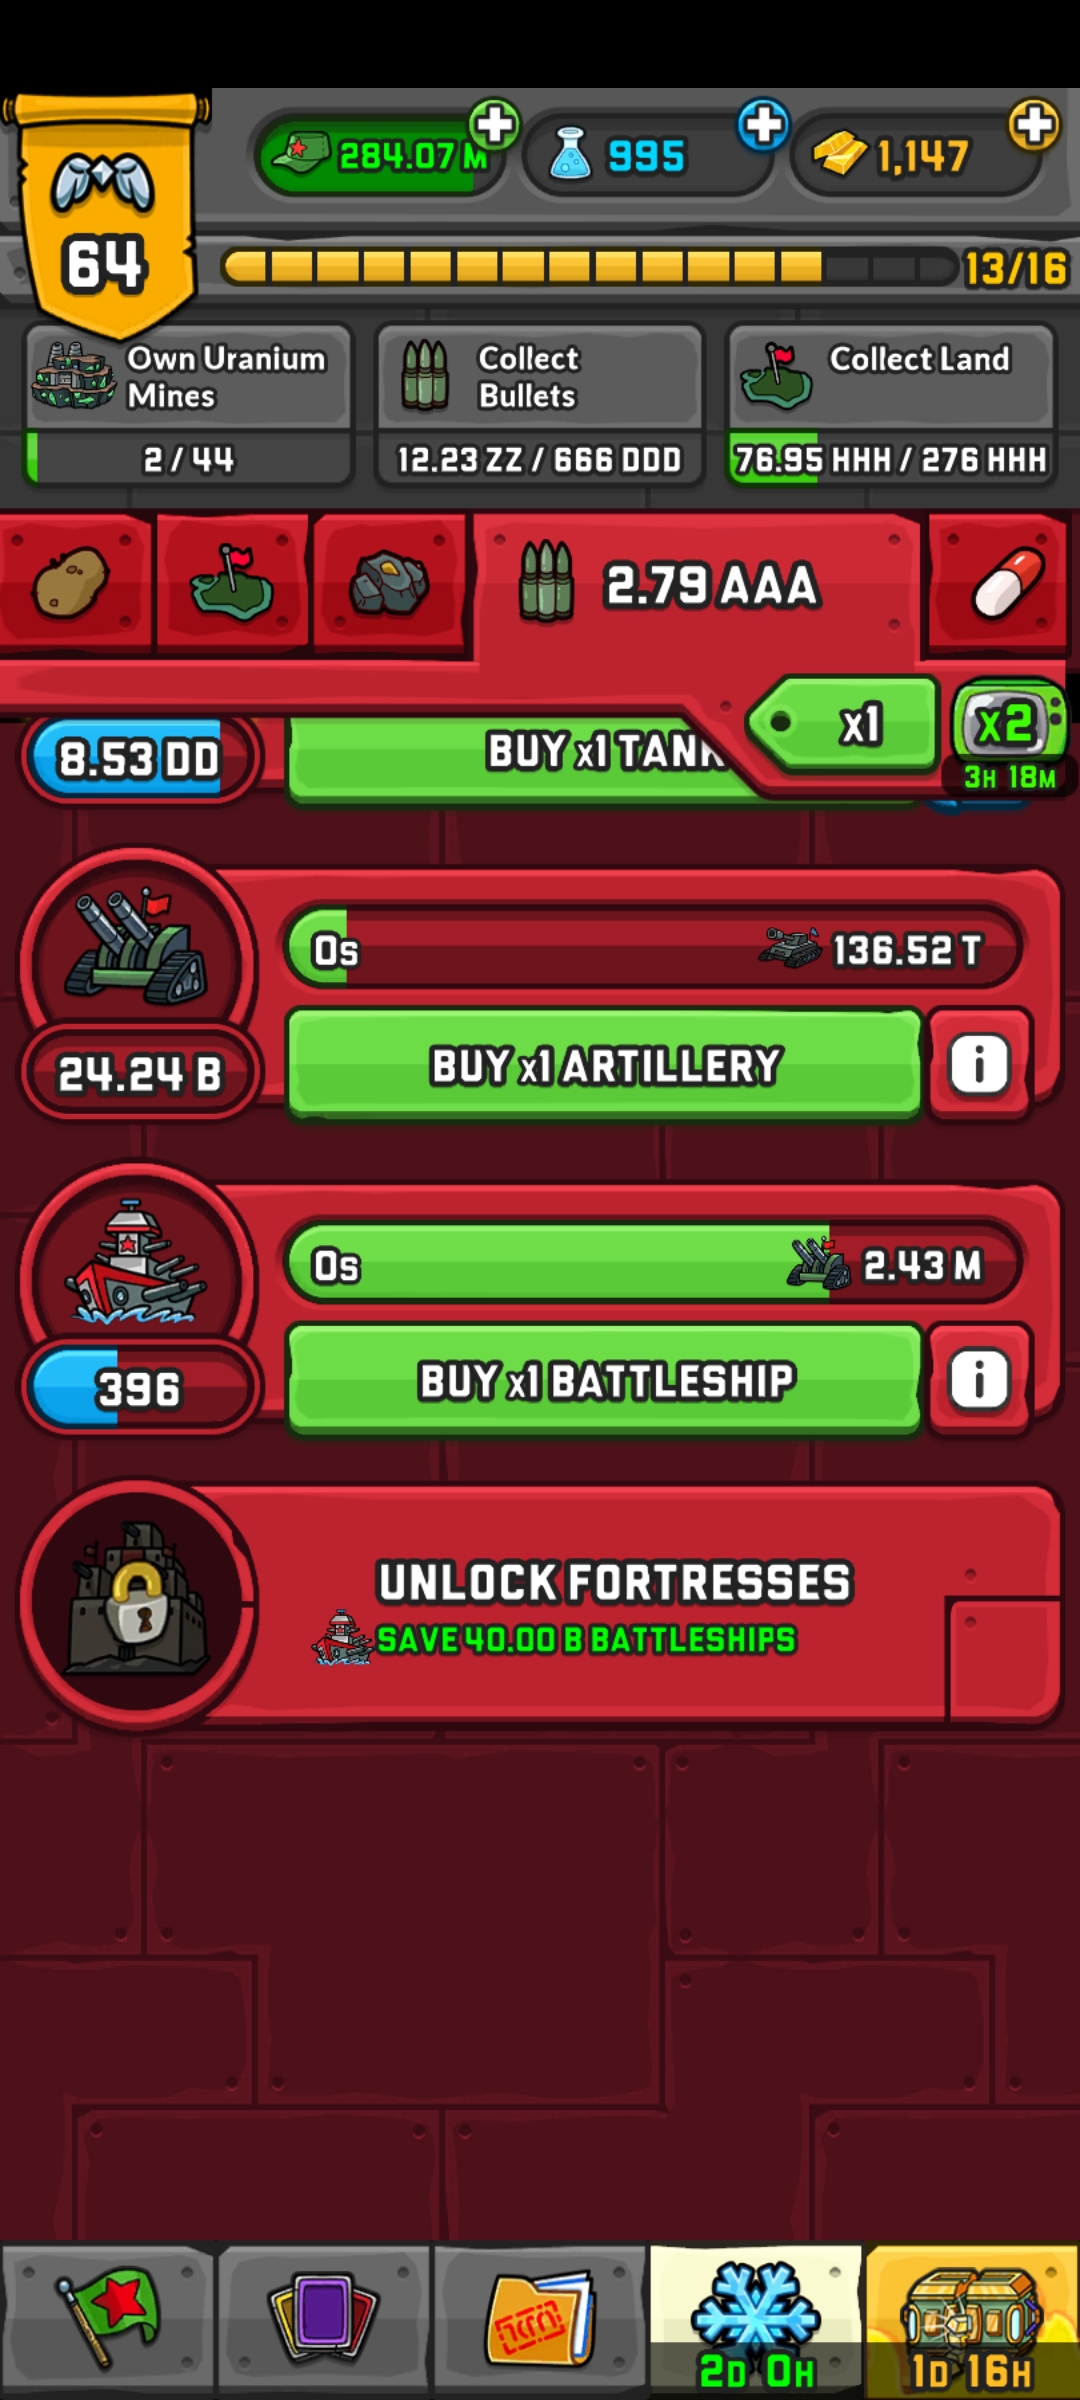 64
284.07 M
995
1,147
13/16
Own Uranium
Mines
2 / 44
Collect
Bullets
12.23 ZZ / 666 DDD
Collect Land
76.95 HHH / 276 HHH
2.79 AAA
x1
x2
3H 18M
8.53 DD
BUY x1 TANK
0s
136.52 T
24.24 B
BUY x1 ARTILLERY
i
0s
2.43 M
396
BUY x1 BATTLESHIP
i
UNLOCK FORTRESSES
SAVE 40.00 B BATTLESHIPS
2D 0H
1D 16H